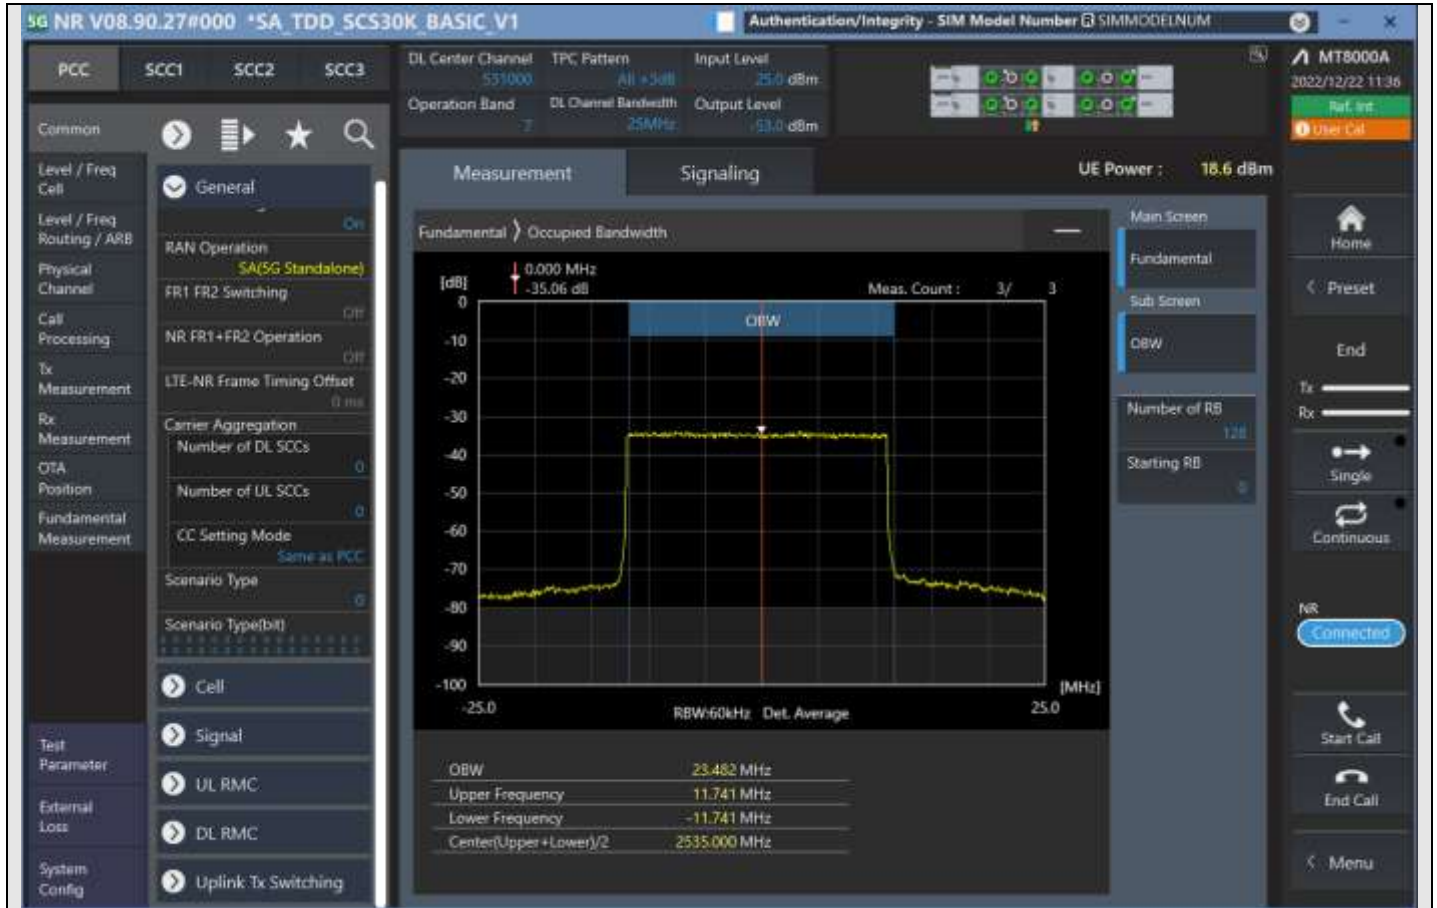 5G NR V08.90.27#000 *SA_TDD_SCS30K_BASIC_V1
Authentication/Integrity - SIM Model Number SIMMODELNUM
PCC SCC1 SCC2 SCC3
DL Center Channel 531000
TPC Pattern All +3dB
Input Level 25.0 dBm
Operation Band 7
DL Channel Bandwidth 25MHz
Output Level -53.0 dBm
MT8000A
2022/12/22 11:36
Ref. Int.
User Cal
Common
Level / Freq
Cell
Level / Freq
Routing / ARB
Physical
Channel
Call
Processing
Tx
Measurement
Rx
Measurement
OTA
Position
Fundamental
Measurement
Test
Parameter
External
Loss
System
Config
General
On
RAN Operation
SA(5G Standalone)
FR1 FR2 Switching
Off
NR FR1+FR2 Operation
Off
LTE-NR Frame Timing Offset
0 ms
Carrier Aggregation
Number of DL SCCs
0
Number of UL SCCs
0
CC Setting Mode
Same as PCC
Scenario Type
0
Scenario Type(bit)
Cell
Signal
UL RMC
DL RMC
Uplink Tx Switching
Measurement
Signaling
UE Power : 18.6 dBm
Fundamental Occupied Bandwidth
[dB]
0.000 MHz
-35.06 dB
Meas. Count : 3/ 3
OBW
0
-10
-20
-30
-40
-50
-60
-70
-80
-90
-100
[MHz]
-25.0
RBW:60kHz Det. Average
25.0
OBW 23.482 MHz
Upper Frequency 11.741 MHz
Lower Frequency -11.741 MHz
Center(Upper+Lower)/2 2535.000 MHz
Main Screen
Fundamental
Sub Screen
OBW
Number of RB
128
Starting RB
0
Home
Preset
End
Tx
Rx
Single
Continuous
NR
Connected
Start Call
End Call
Menu